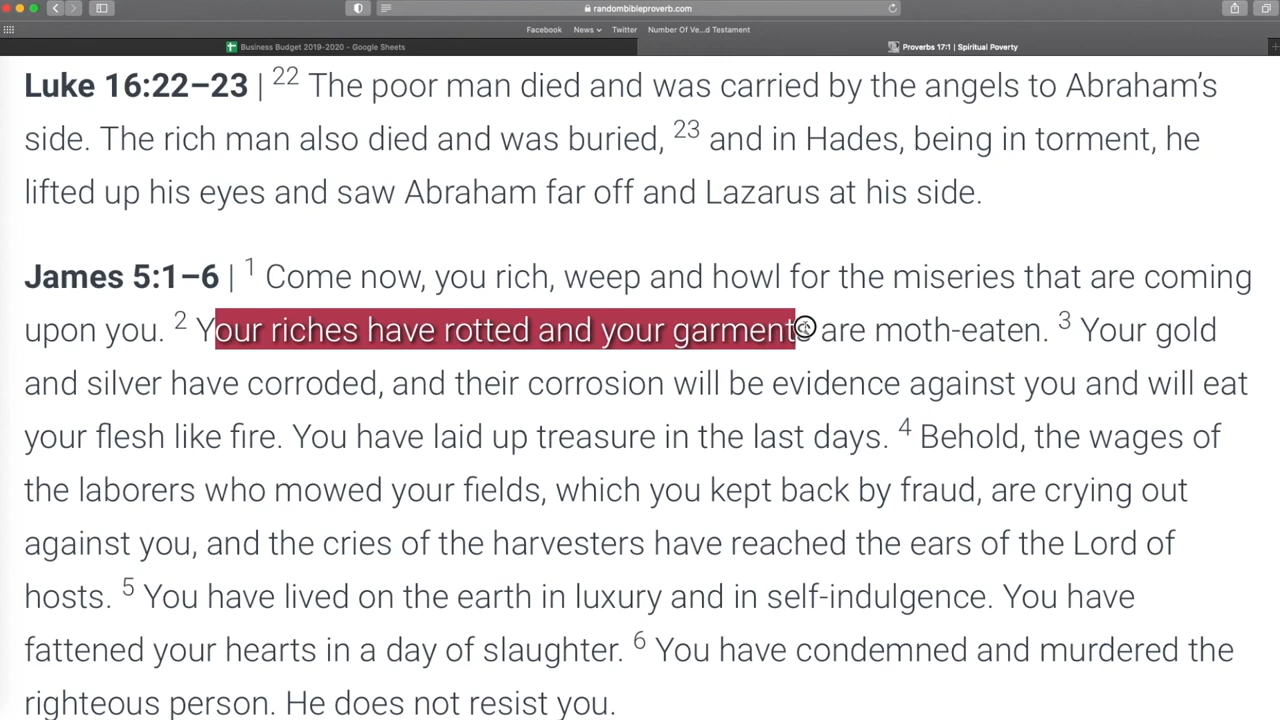 randombibleproverb.com
Facebook News Twitter Number Of Ve...d Testament
Business Budget 2019-2020 - Google Sheets Proverbs 17:1 | Spiritual Poverty
Luke 16:22–23 | 22 The poor man died and was carried by the angels to Abraham's
side. The rich man also died and was buried, 23 and in Hades, being in torment, he
lifted up his eyes and saw Abraham far off and Lazarus at his side.
James 5:1–6 | 1 Come now, you rich, weep and howl for the miseries that are coming
upon you. 2 Your riches have rotted and your garments are moth-eaten. 3 Your gold
and silver have corroded, and their corrosion will be evidence against you and will eat
your flesh like fire. You have laid up treasure in the last days. 4 Behold, the wages of
the laborers who mowed your fields, which you kept back by fraud, are crying out
against you, and the cries of the harvesters have reached the ears of the Lord of
hosts. 5 You have lived on the earth in luxury and in self-indulgence. You have
fattened your hearts in a day of slaughter. 6 You have condemned and murdered the
righteous person. He does not resist you.